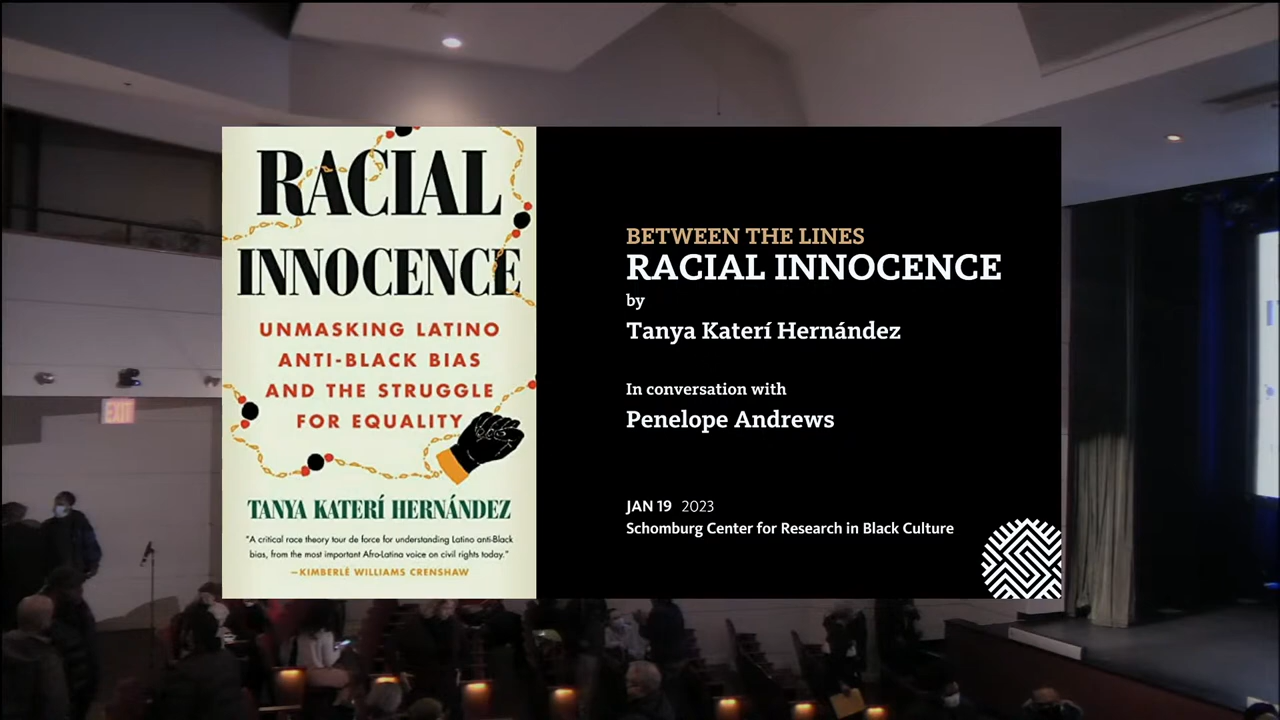 RACIAL
INNOCENCE
UNMASKING LATINO
ANTI-BLACK BIAS
AND THE STRUGGLE
FOR EQUALITY
TANYA KATERÍ HERNÁNDEZ
"A critical race theory tour de force for understanding Latino anti-Black
bias, from the most important Afro-Latina voice on civil rights today."
—KIMBERLÉ WILLIAMS CRENSHAW
BETWEEN THE LINES
RACIAL INNOCENCE
by
Tanya Katerí Hernández
In conversation with
Penelope Andrews
JAN 19 2023
Schomburg Center for Research in Black Culture
EXIT